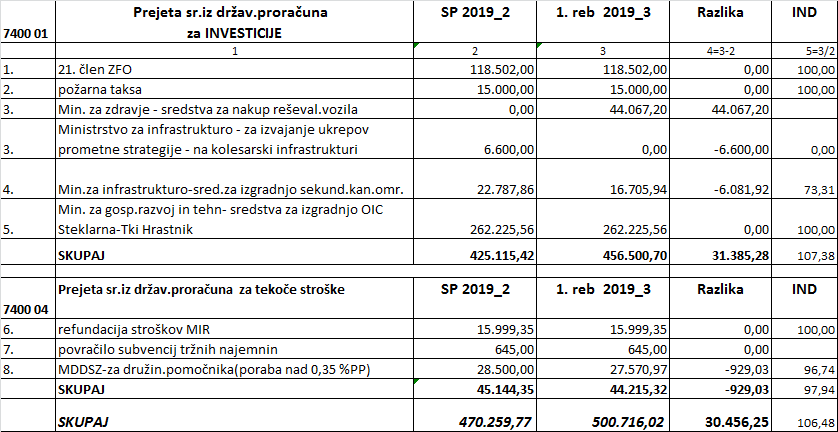 7400 01 Prejeta sr.iz držav.proračuna za INVESTICIJE SP 2019_2 1. reb 2019_3 Razlika IND
1 2 3 4=3-2 5=3/2
1. 21. člen ZFO 118.502,00 118.502,00 0,00 100,00
2. požarna taksa 15.000,00 15.000,00 0,00 100,00
3. Min. za zdravje - sredstva za nakup reševal.vozila 0,00 44.067,20 44.067,20
Ministrstvo za infrastrukturo - za izvajanje ukrepov
3. prometne strategije - na kolesarski infrastrukturi 6.600,00 0,00 -6.600,00 0,00
4. Min.za infrastrukturo-sred.za izgradnjo sekund.kan.omr. 22.787,86 16.705,94 -6.081,92 73,31
Min. za gosp.razvoj in tehn- sredstva za izgradnjo OIC
5. Steklarna-Tki Hrastnik 262.225,56 262.225,56 0,00 100,00
SKUPAJ 425.115,42 456.500,70 31.385,28 107,38
7400 04 Prejeta sr.iz držav.proračuna za tekoče stroške SP 2019_2 1. reb 2019_3 Razlika IND
6. refundacija stroškov MIR 15.999,35 15.999,35 0,00 100,00
7. povračilo subvencij tržnih najemnin 645,00 645,00 0,00
8. MDDSZ-za družin.pomočnika(poraba nad 0,35 %PP) 28.500,00 27.570,97 -929,03 96,74
SKUPAJ 45.144,35 44.215,32 -929,03 97,94
SKUPAJ 470.259,77 500.716,02 30.456,25 106,48